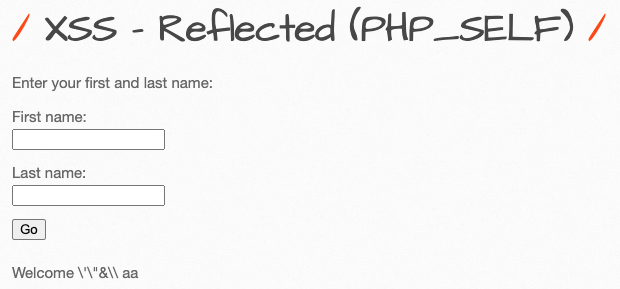 / XSS - Reflected (PHP_SELF) /
Enter your first and last name:
First name:
Last name:
Go
Welcome \'\"&\\ aa